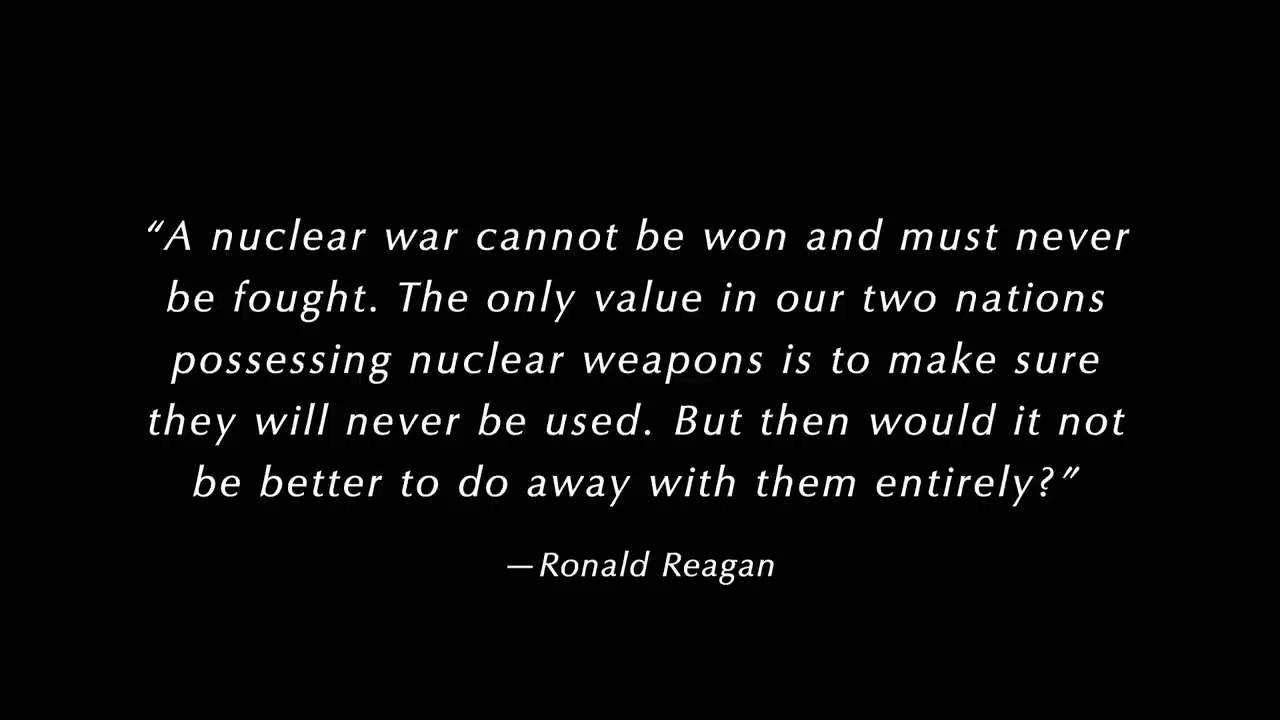 “A nuclear war cannot be won and must never
be fought. The only value in our two nations
possessing nuclear weapons is to make sure
they will never be used. But then would it not
be better to do away with them entirely?”
—Ronald Reagan